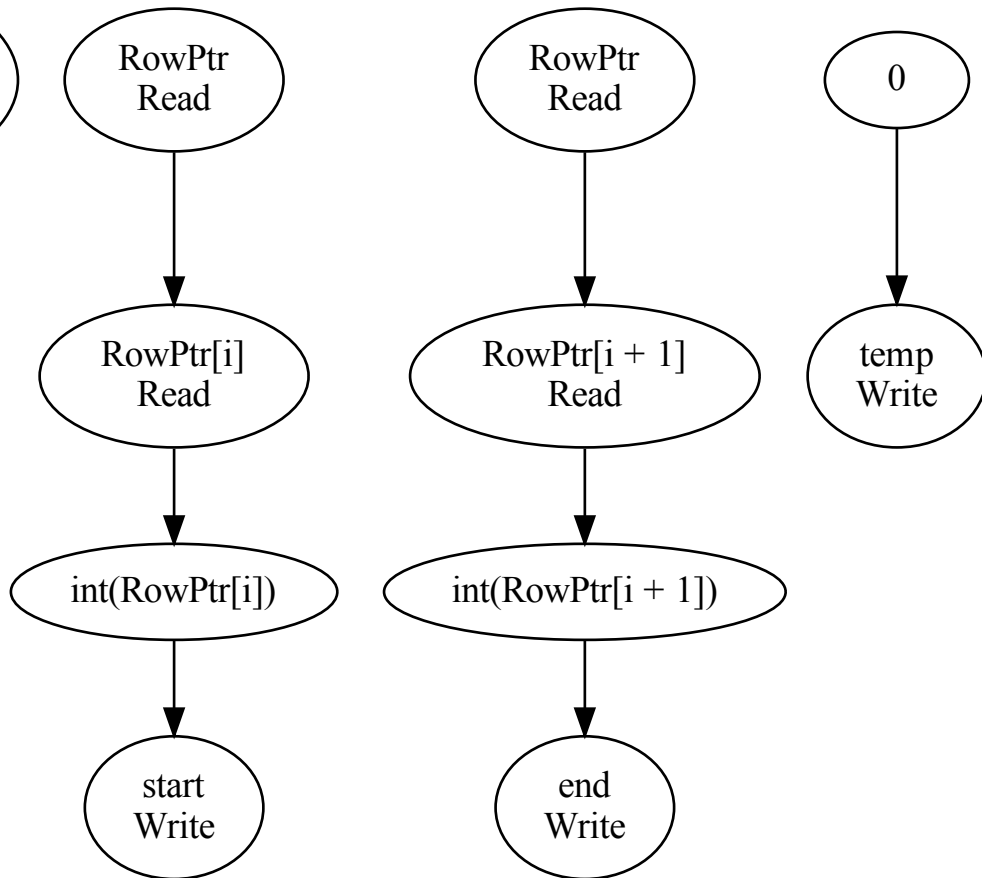 RowPtr
Read
RowPtr
Read
0
RowPtr[i]
Read
RowPtr[i + 1]
Read
temp
Write
int(RowPtr[i])
int(RowPtr[i + 1])
start
Write
end
Write